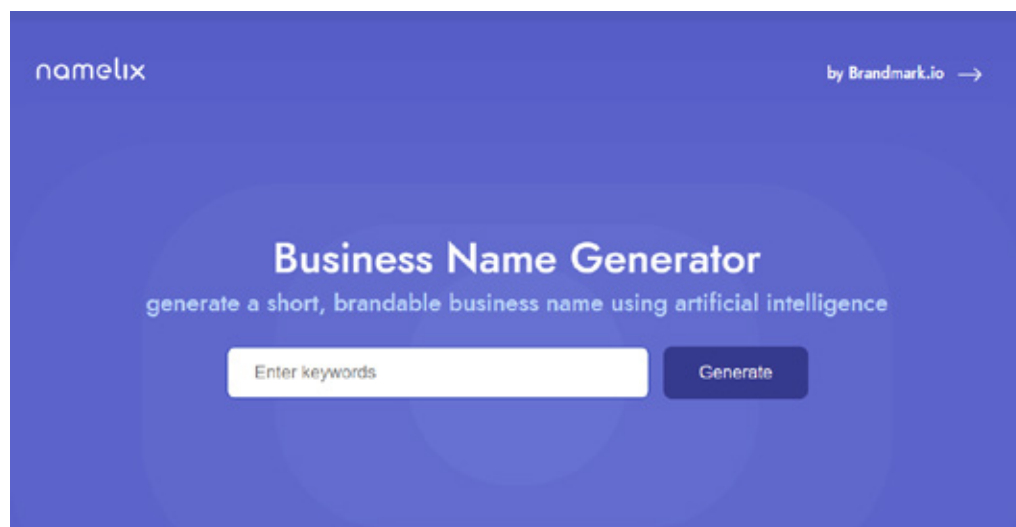 namelix
by Brandmark.io →
Business Name Generator
generate a short, brandable business name using artificial intelligence
Enter keywords
Generate